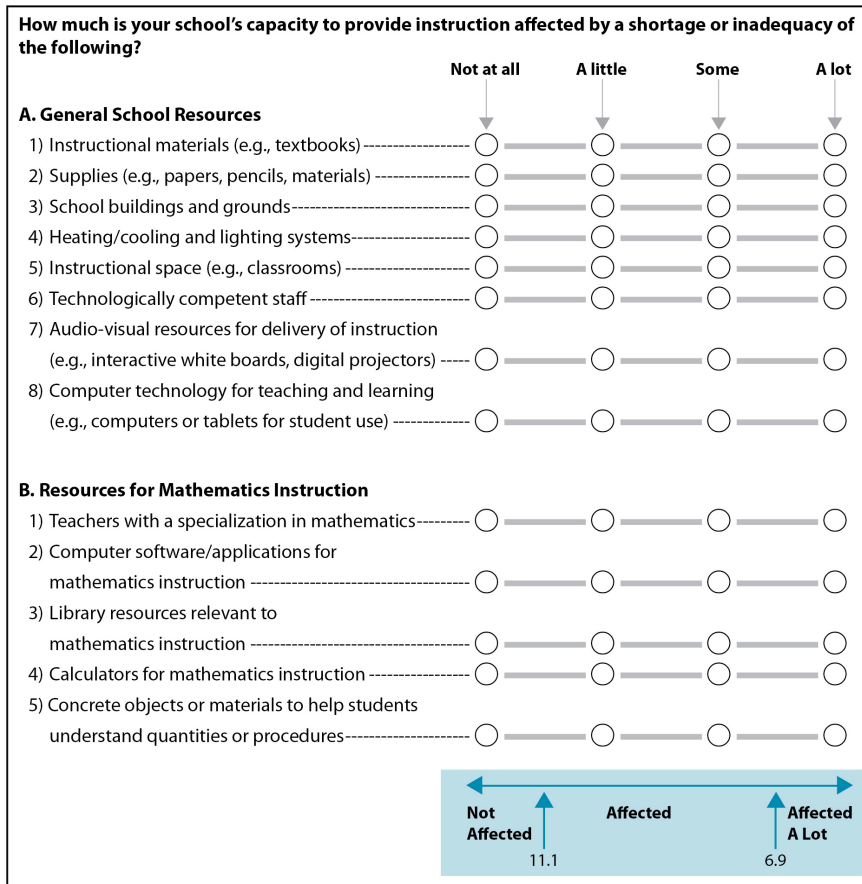 How much is your school’s capacity to provide instruction affected by a shortage or inadequacy of
the following?
Not at all A little Some A lot
A. General School Resources
1) Instructional materials (e.g., textbooks)
2) Supplies (e.g., papers, pencils, materials)
3) School buildings and grounds
4) Heating/cooling and lighting systems
5) Instructional space (e.g., classrooms)
6) Technologically competent staff
7) Audio-visual resources for delivery of instruction
(e.g., interactive white boards, digital projectors)
8) Computer technology for teaching and learning
(e.g., computers or tablets for student use)
B. Resources for Mathematics Instruction
1) Teachers with a specialization in mathematics
2) Computer software/applications for
mathematics instruction
3) Library resources relevant to
mathematics instruction
4) Calculators for mathematics instruction
5) Concrete objects or materials to help students
understand quantities or procedures
Not Affected Affected
Affected A Lot
11.1 6.9